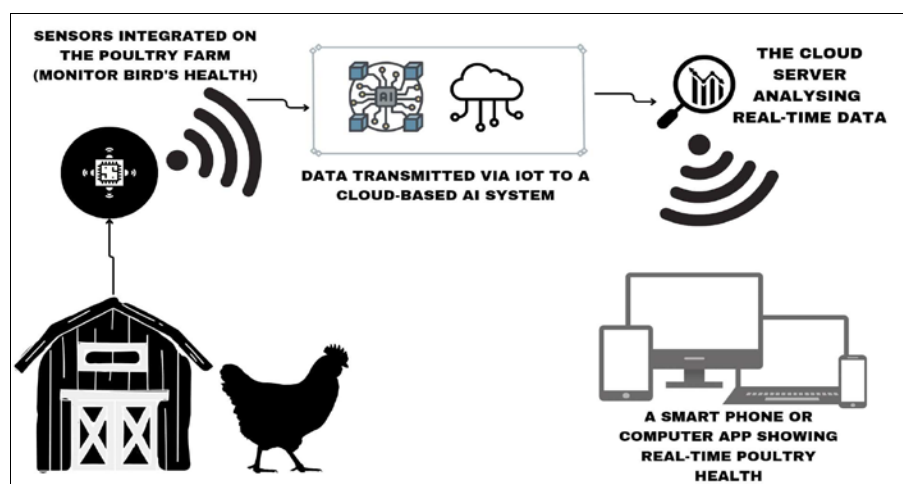 SENSORS INTEGRATED ON
THE POULTRY FARM
(MONITOR BIRD'S HEALTH)
AI
DATA TRANSMITTED VIA IOT TO A
CLOUD-BASED AI SYSTEM
THE CLOUD
SERVER
ANALYSING
REAL-TIME DATA
A SMART PHONE OR
COMPUTER APP SHOWING
REAL-TIME POULTRY
HEALTH